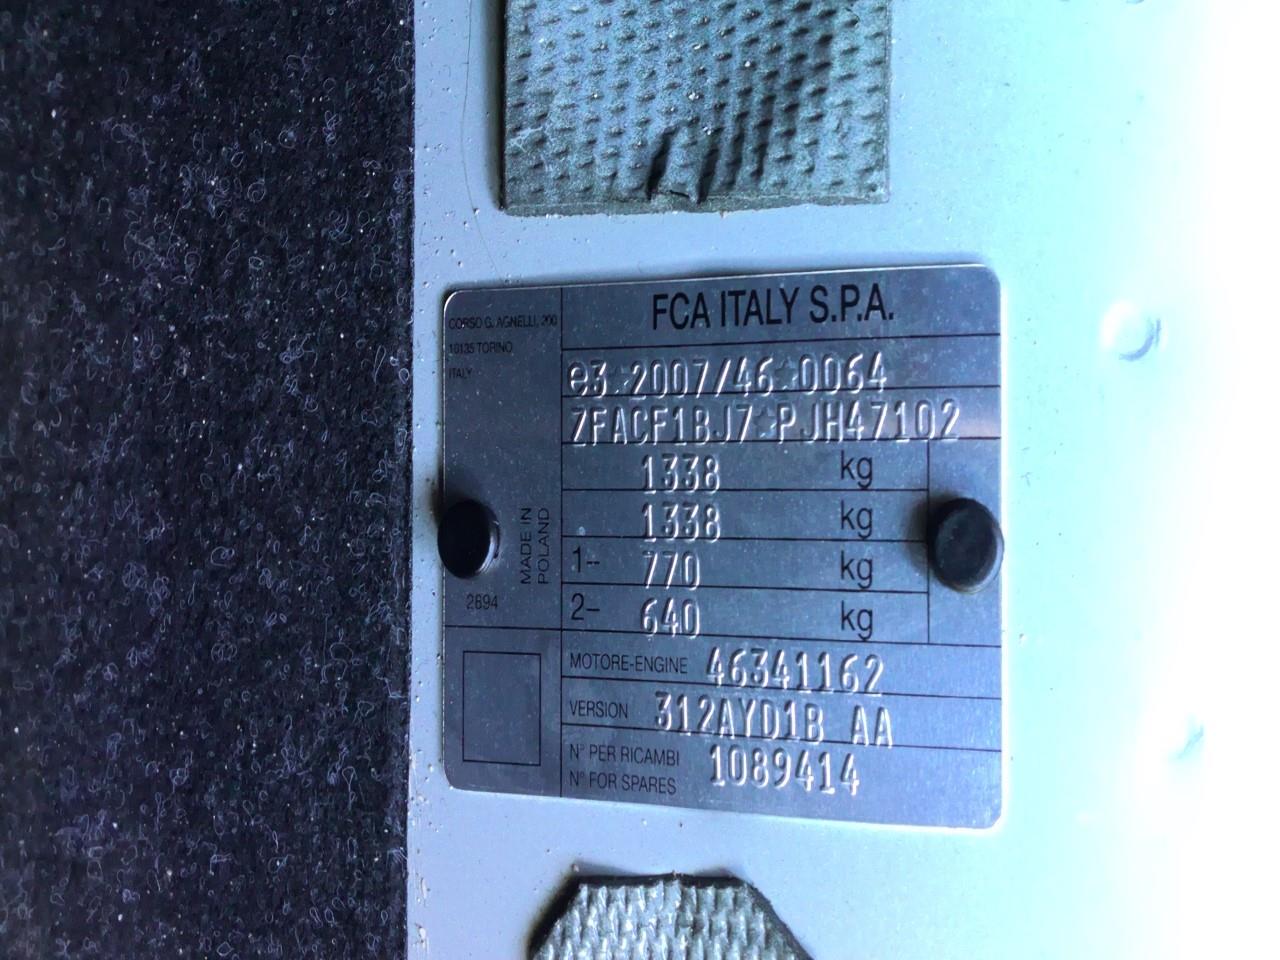 FCA ITALY S.P.A.
CORSO G. AGNELLI, 200
10135 TORINO
ITALY
e3*2007/46*0064
ZFACF1BJ7*PJH47102
1338 kg
1338 kg
1- 770 kg
2- 640 kg
MADE IN
POLAND
2894
MOTORE-ENGINE 46341162
VERSION 312AYD1B AA
N° PER RICAMBI
N° FOR SPARES
1089414